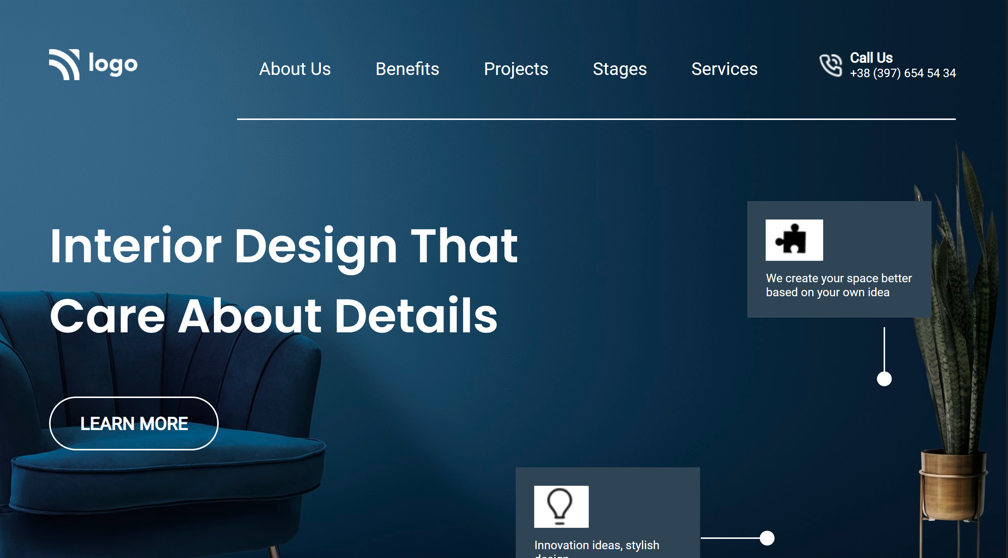 logo
About Us
Benefits
Projects
Stages
Services
Call Us
+38 (397) 654 54 34
Interior Design That
Care About Details
We create your space better
based on your own idea
LEARN MORE
Innovation ideas, stylish
design